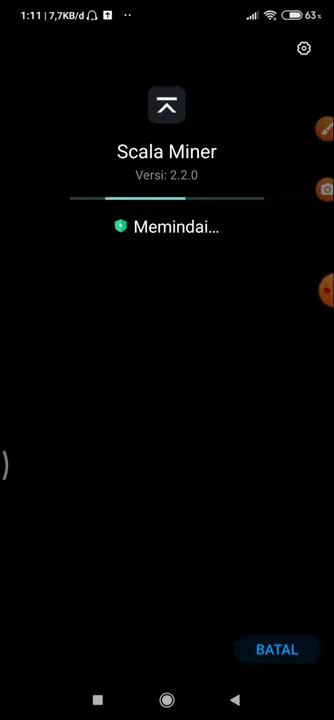 1:11 | 7,7KB/d
63%
Scala Miner
Versi: 2.2.0
Memindai...
BATAL